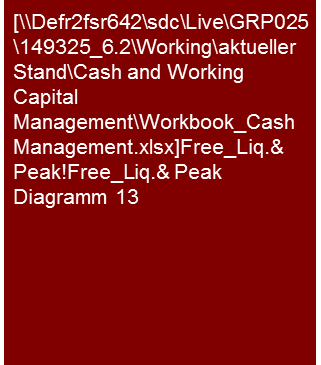 [\\Defr2fsr642\sdc\Live\GRP025
\149325_6.2\Working\aktueller
Stand\Cash and Working
Capital
Management\Workbook_Cash
Management.xlsx]Free_Liq.&
Peak!Free_Liq.& Peak
Diagramm 13